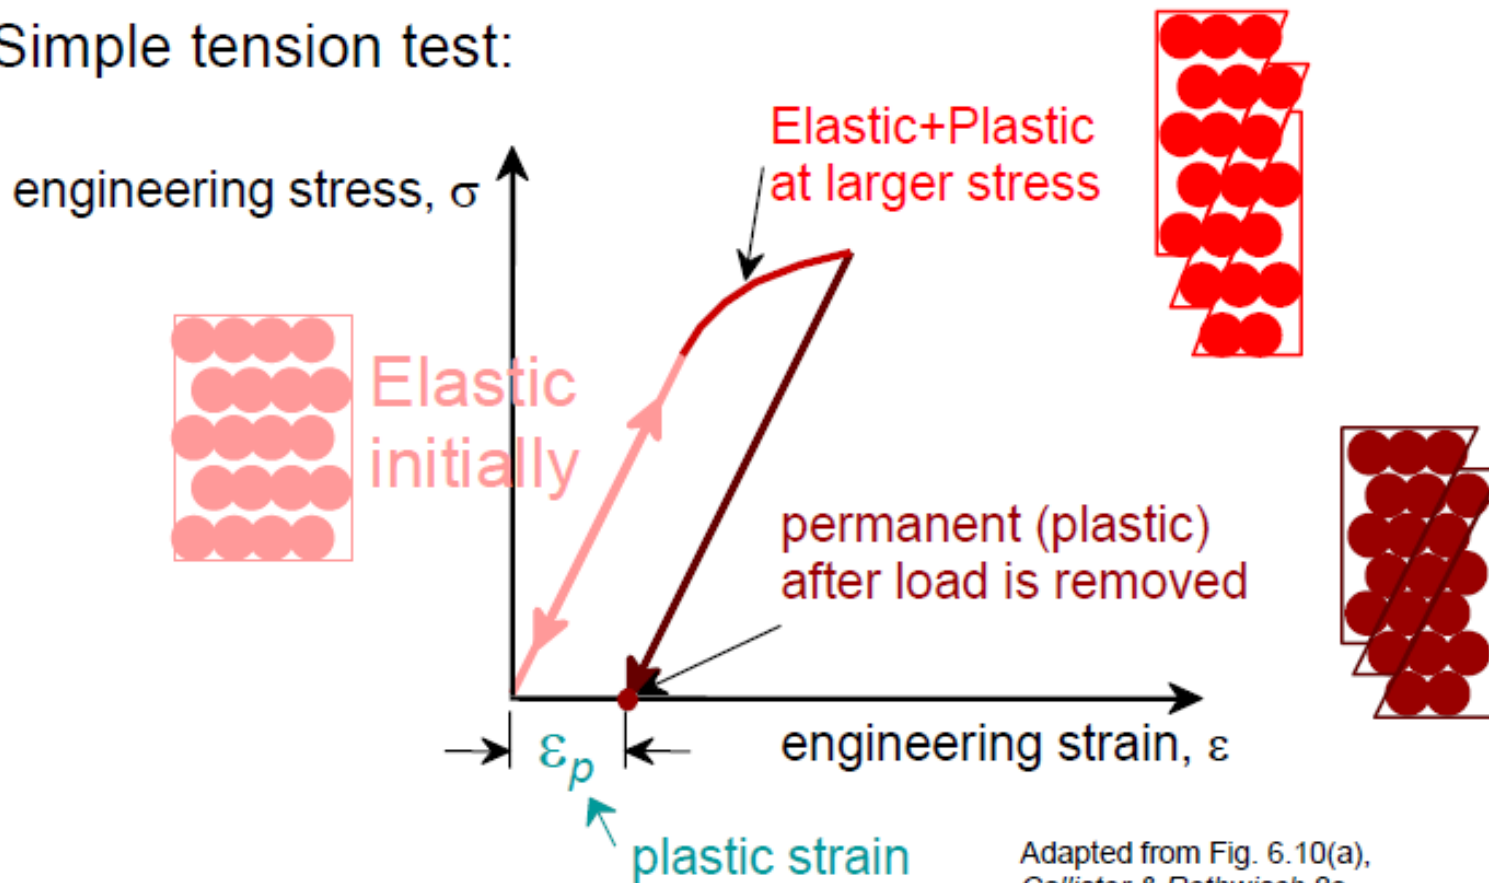 Simple tension test:
Elastic+Plastic
at larger stress
engineering stress, σ
Elastic
initially
permanent (plastic)
after load is removed
εp
engineering strain, ε
plastic strain
Adapted from Fig. 6.10(a),